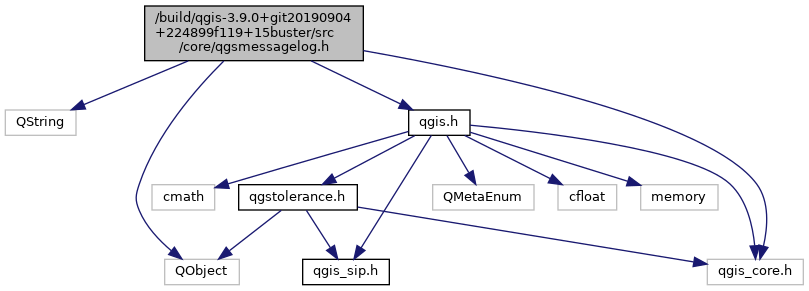 /build/qgis-3.9.0+git20190904
+224899f119+15buster/src
/core/qgsmessagelog.h
QString
qgis.h
cmath
qgstolerance.h
QMetaEnum
cfloat
memory
QObject
qgis_sip.h
qgis_core.h